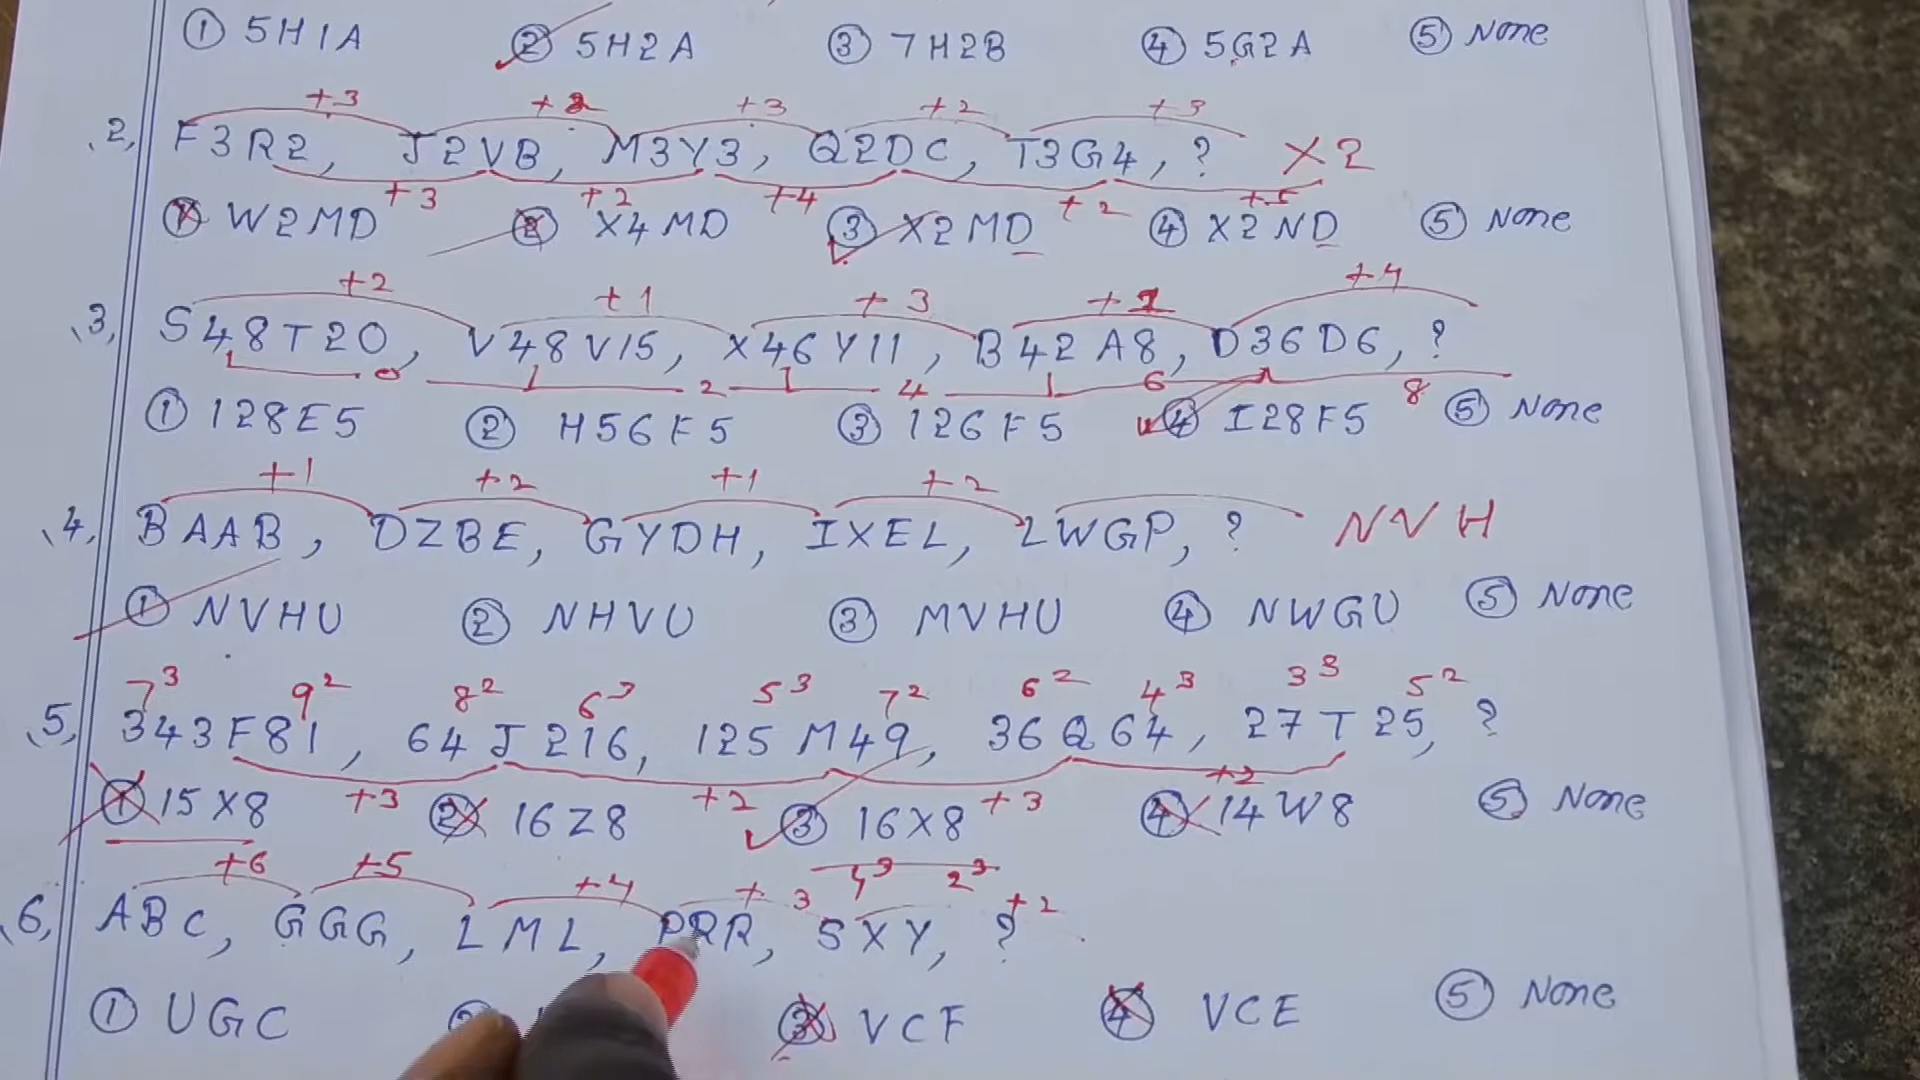 ① 5H1A ② 5H2A ③ 7H2B ④ 5G2A ⑤ None
+3 +2 +3 +2 +3
2, F3R2, J2VB, M3Y3, Q2DC, T3G4, ? X2
+3 +2 +4 +2 +5
① W2MD ② X4MD ③ X2MD ④ X2ND ⑤ None
+2 +1 +3 +4
3, S48T20, V48V15, X46Y11, B42A8, D36D6, ?
0 2 4 6 8
① 128E5 ② H56F5 ③ 126F5 ④ I28F5 ⑤ None
+1 +2 +1 +2
4, BAAB, DZBE, GYDH, IXEL, LWGP, ? NVH
① NVHU ② NHVU ③ MVHU ④ NWGU ⑤ None
7³ 9² 8² 6³ 5³ 7² 6² 4³ 3³ 5²
5, 343F81, 64J216, 125M49, 36Q64, 27T25, ?
+3 +2 +3 +2
① 15X8 ② 16Z8 ③ 16X8 ④ 14W8 ⑤ None
2³
+6 +5 +4 +3 +2
6, ABC, GGG, LML, PRR, SXY, ?
① UGC ③ VCF ④ VCE ⑤ None